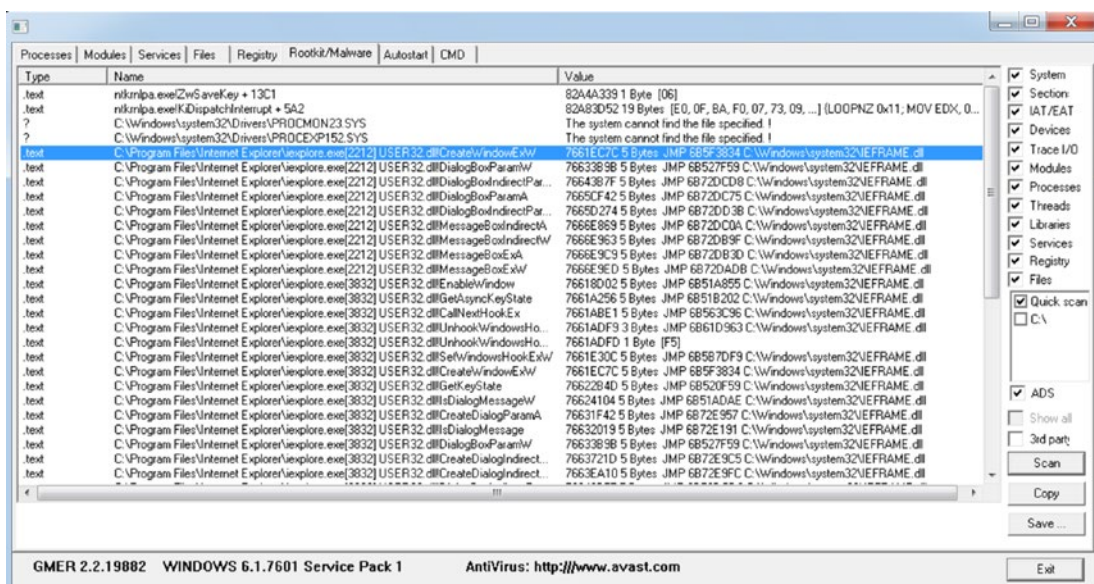 Processes Modules Services Files Registry Rootkit/Malware Autostart CMD
Type Name Value
.text ntkrnlpa.exe!ZwSaveKey + 13C1 82A4A339 1 Byte [06]
.text ntkrnlpa.exe!KiDispatchInterrupt + 5A2 82A83D52 19 Bytes [E0, 0F, BA, F0, 07, 73, 09, ...] {LOOPNZ 0x11; MOV EDX, 0...
? C:\Windows\system32\Drivers\PROCMON23.SYS The system cannot find the file specified. !
? C:\Windows\system32\Drivers\PROCEXP152.SYS The system cannot find the file specified. !
.text C:\Program Files\Internet Explorer\iexplore.exe[2212] USER32.dll!CreateWindowExW 7661EC7C 5 Bytes JMP 6B5F3834 C:\Windows\system32\IEFRAME.dll
.text C:\Program Files\Internet Explorer\iexplore.exe[2212] USER32.dll!DialogBoxParamW 76633B9B 5 Bytes JMP 6B527F59 C:\Windows\system32\IEFRAME.dll
.text C:\Program Files\Internet Explorer\iexplore.exe[2212] USER32.dll!DialogBoxIndirectPar... 76643B7F 5 Bytes JMP 6B72DCD8 C:\Windows\system32\IEFRAME.dll
.text C:\Program Files\Internet Explorer\iexplore.exe[2212] USER32.dll!DialogBoxParamA 7665CF42 5 Bytes JMP 6B72DC75 C:\Windows\system32\IEFRAME.dll
.text C:\Program Files\Internet Explorer\iexplore.exe[2212] USER32.dll!DialogBoxIndirectPar... 7665D274 5 Bytes JMP 6B72DD3B C:\Windows\system32\IEFRAME.dll
.text C:\Program Files\Internet Explorer\iexplore.exe[2212] USER32.dll!MessageBoxIndirectA 7666E869 5 Bytes JMP 6B72DC0A C:\Windows\system32\IEFRAME.dll
.text C:\Program Files\Internet Explorer\iexplore.exe[2212] USER32.dll!MessageBoxIndirectW 7666E963 5 Bytes JMP 6B72DB9F C:\Windows\system32\IEFRAME.dll
.text C:\Program Files\Internet Explorer\iexplore.exe[2212] USER32.dll!MessageBoxExA 7666E9C9 5 Bytes JMP 6B72DB3D C:\Windows\system32\IEFRAME.dll
.text C:\Program Files\Internet Explorer\iexplore.exe[2212] USER32.dll!MessageBoxExW 7666E9ED 5 Bytes JMP 6B72DADB C:\Windows\system32\IEFRAME.dll
.text C:\Program Files\Internet Explorer\iexplore.exe[3832] USER32.dll!EnableWindow 76618D02 5 Bytes JMP 6B51A855 C:\Windows\system32\IEFRAME.dll
.text C:\Program Files\Internet Explorer\iexplore.exe[3832] USER32.dll!GetAsyncKeyState 7661A256 5 Bytes JMP 6B51B202 C:\Windows\system32\IEFRAME.dll
.text C:\Program Files\Internet Explorer\iexplore.exe[3832] USER32.dll!CallNextHookEx 7661ABE1 5 Bytes JMP 6B563C96 C:\Windows\system32\IEFRAME.dll
.text C:\Program Files\Internet Explorer\iexplore.exe[3832] USER32.dll!UnhookWindowsHo... 7661ADF9 3 Bytes JMP 6B61D963 C:\Windows\system32\IEFRAME.dll
.text C:\Program Files\Internet Explorer\iexplore.exe[3832] USER32.dll!UnhookWindowsHo... 7661ADFD 1 Byte [F5]
.text C:\Program Files\Internet Explorer\iexplore.exe[3832] USER32.dll!SetWindowsHookExW 7661E30C 5 Bytes JMP 6B5B7DF9 C:\Windows\system32\IEFRAME.dll
.text C:\Program Files\Internet Explorer\iexplore.exe[3832] USER32.dll!CreateWindowExW 7661EC7C 5 Bytes JMP 6B5F3834 C:\Windows\system32\IEFRAME.dll
.text C:\Program Files\Internet Explorer\iexplore.exe[3832] USER32.dll!GetKeyState 76622B4D 5 Bytes JMP 6B520F59 C:\Windows\system32\IEFRAME.dll
.text C:\Program Files\Internet Explorer\iexplore.exe[3832] USER32.dll!IsDialogMessageW 76624104 5 Bytes JMP 6B51ADAE C:\Windows\system32\IEFRAME.dll
.text C:\Program Files\Internet Explorer\iexplore.exe[3832] USER32.dll!CreateDialogParamA 76631F42 5 Bytes JMP 6B72E957 C:\Windows\system32\IEFRAME.dll
.text C:\Program Files\Internet Explorer\iexplore.exe[3832] USER32.dll!IsDialogMessage 76632019 5 Bytes JMP 6B72E191 C:\Windows\system32\IEFRAME.dll
.text C:\Program Files\Internet Explorer\iexplore.exe[3832] USER32.dll!DialogBoxParamW 76633B9B 5 Bytes JMP 6B527F59 C:\Windows\system32\IEFRAME.dll
.text C:\Program Files\Internet Explorer\iexplore.exe[3832] USER32.dll!CreateDialogIndirect... 7663721D 5 Bytes JMP 6B72E9C5 C:\Windows\system32\IEFRAME.dll
.text C:\Program Files\Internet Explorer\iexplore.exe[3832] USER32.dll!CreateDialogIndirect... 7663EA10 5 Bytes JMP 6B72E9FC C:\Windows\system32\IEFRAME.dll
System
Section:
IAT/EAT
Devices
Trace I/O
Modules
Processes
Threads
Libraries
Services
Registry
Files
Quick scan
C:\
ADS
Show all
3rd party
Scan
Copy
Save ...
GMER 2.2.19882 WINDOWS 6.1.7601 Service Pack 1 AntiVirus: http:///www.avast.com
Exit